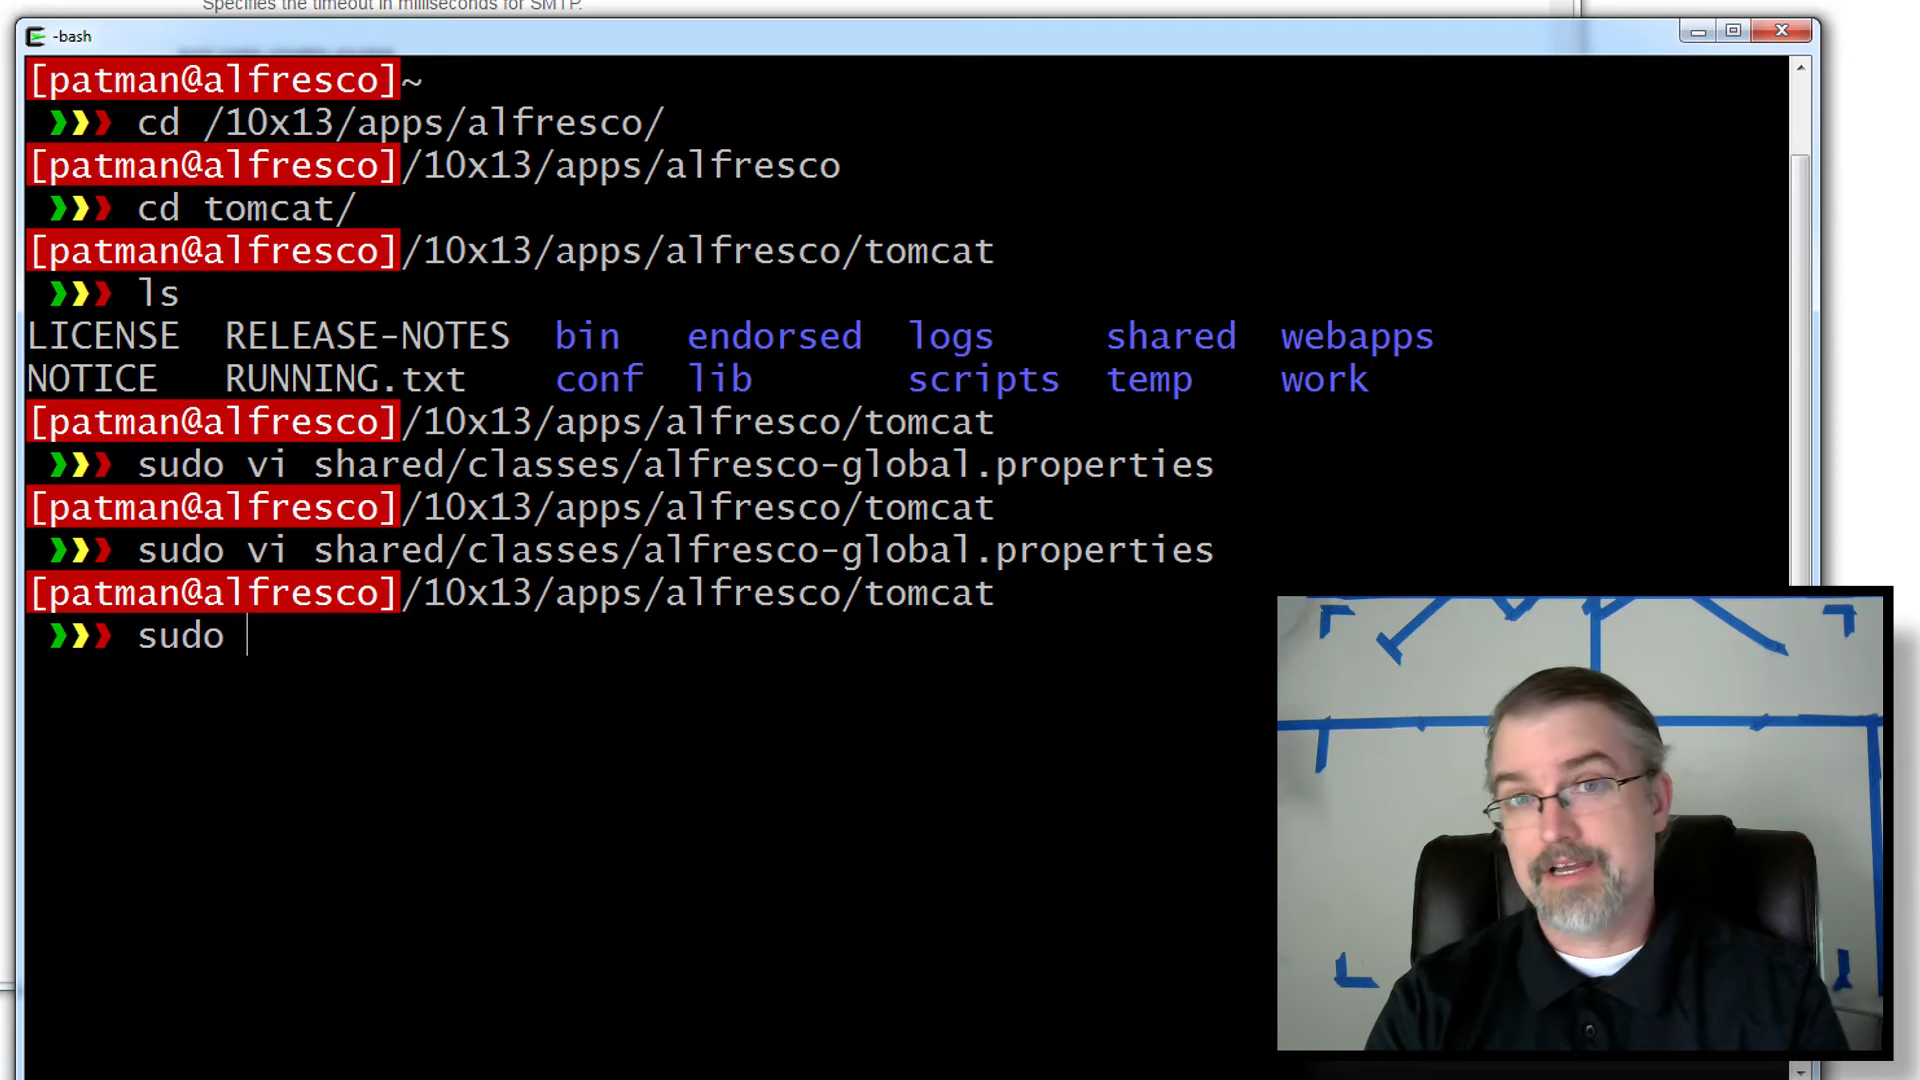 Specifies the timeout in milliseconds for SMTP.
-bash
[patman@alfresco]~
cd /10x13/apps/alfresco/
[patman@alfresco]/10x13/apps/alfresco
cd tomcat/
[patman@alfresco]/10x13/apps/alfresco/tomcat
ls
LICENSE RELEASE-NOTES bin endorsed logs shared webapps
NOTICE RUNNING.txt conf lib scripts temp work
[patman@alfresco]/10x13/apps/alfresco/tomcat
sudo vi shared/classes/alfresco-global.properties
[patman@alfresco]/10x13/apps/alfresco/tomcat
sudo vi shared/classes/alfresco-global.properties
[patman@alfresco]/10x13/apps/alfresco/tomcat
sudo